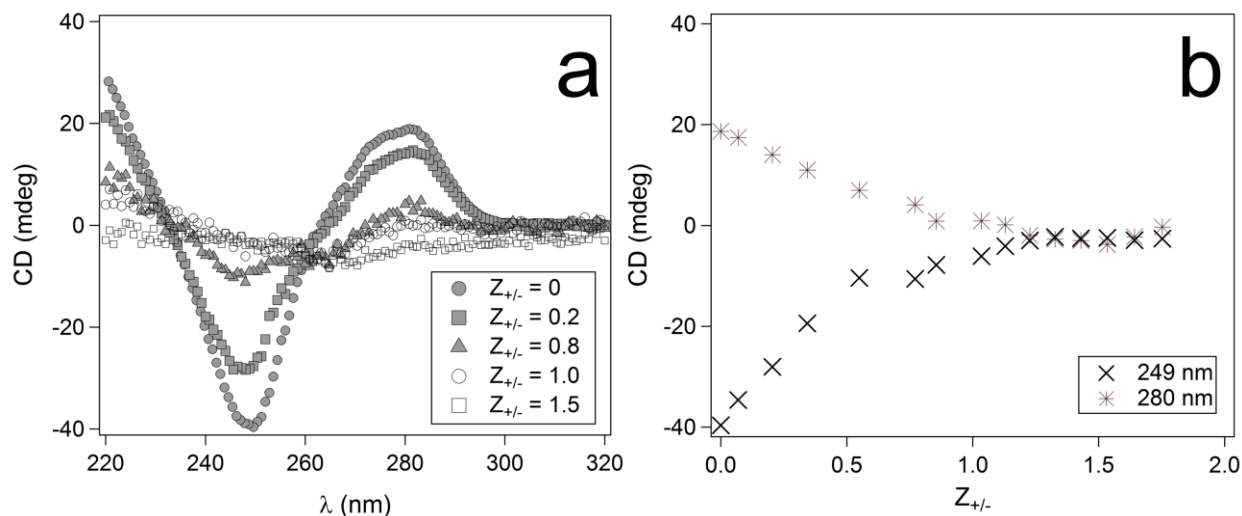 a
40
20
0
-20
-40
CD (mdeg)
220
240
260
280
300
320
λ (nm)
Z+/- = 0
Z+/- = 0.2
Z+/- = 0.8
Z+/- = 1.0
Z+/- = 1.5
b
40
20
0
-20
-40
CD (mdeg)
0.0
0.5
1.0
1.5
2.0
Z+/-
249 nm
280 nm